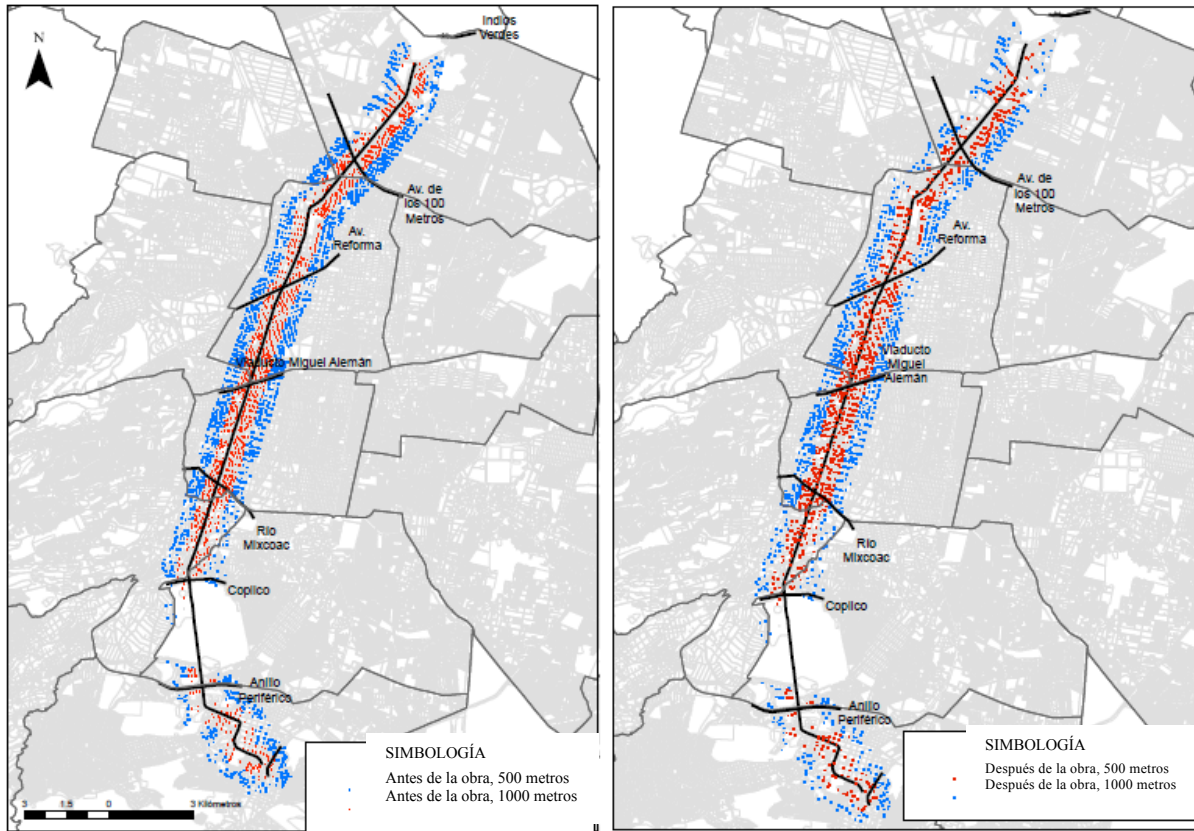 N
Indios
Verdes
Av. de
los 100
Metros
Av.
Reforma
Viaducto Miguel Alemán
Río
Mixcoac
Copilco
Anillo
Periférico
SIMBOLOGÍA
Antes de la obra, 500 metros
Antes de la obra, 1000 metros
3 1.5 0 3 Kilómetros
Av. de
los 100
Metros
Av.
Reforma
Viaducto
Miguel
Alemán
Río
Mixcoac
Copilco
Anillo
Periférico
SIMBOLOGÍA
Después de la obra, 500 metros
Después de la obra, 1000 metros